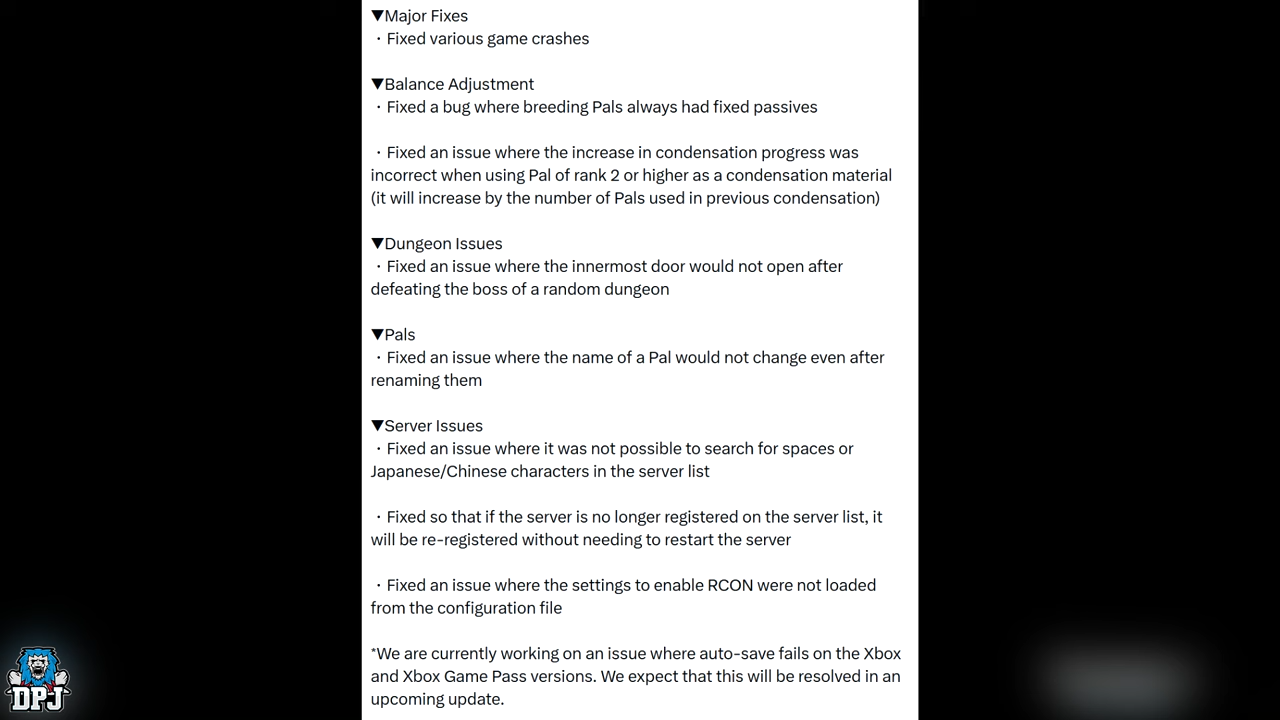 ▼Major Fixes
・Fixed various game crashes
▼Balance Adjustment
・Fixed a bug where breeding Pals always had fixed passives
・Fixed an issue where the increase in condensation progress was
incorrect when using Pal of rank 2 or higher as a condensation material
(it will increase by the number of Pals used in previous condensation)
▼Dungeon Issues
・Fixed an issue where the innermost door would not open after
defeating the boss of a random dungeon
▼Pals
・Fixed an issue where the name of a Pal would not change even after
renaming them
▼Server Issues
・Fixed an issue where it was not possible to search for spaces or
Japanese/Chinese characters in the server list
・Fixed so that if the server is no longer registered on the server list, it
will be re-registered without needing to restart the server
・Fixed an issue where the settings to enable RCON were not loaded
from the configuration file
*We are currently working on an issue where auto-save fails on the Xbox
and Xbox Game Pass versions. We expect that this will be resolved in an
upcoming update.
DPJ